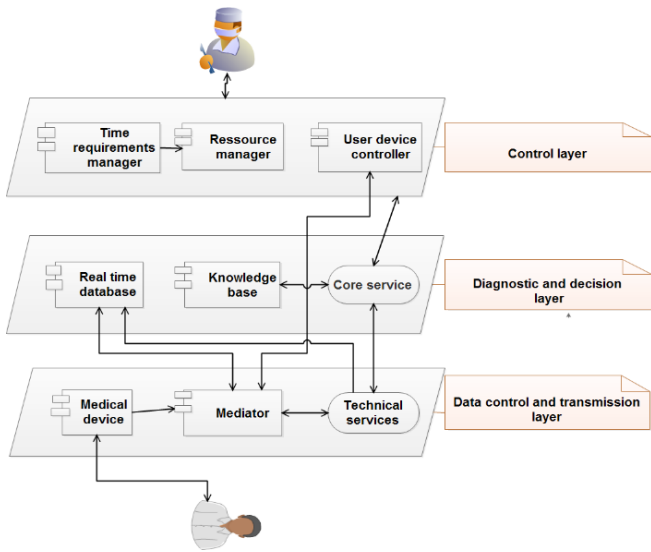 Time
requirements
manager
Ressource
manager
User device
controller
Control layer
Real time
database
Knowledge
base
Core service
Diagnostic and decision
layer
Medical
device
Mediator
Technical
services
Data control and transmission
layer